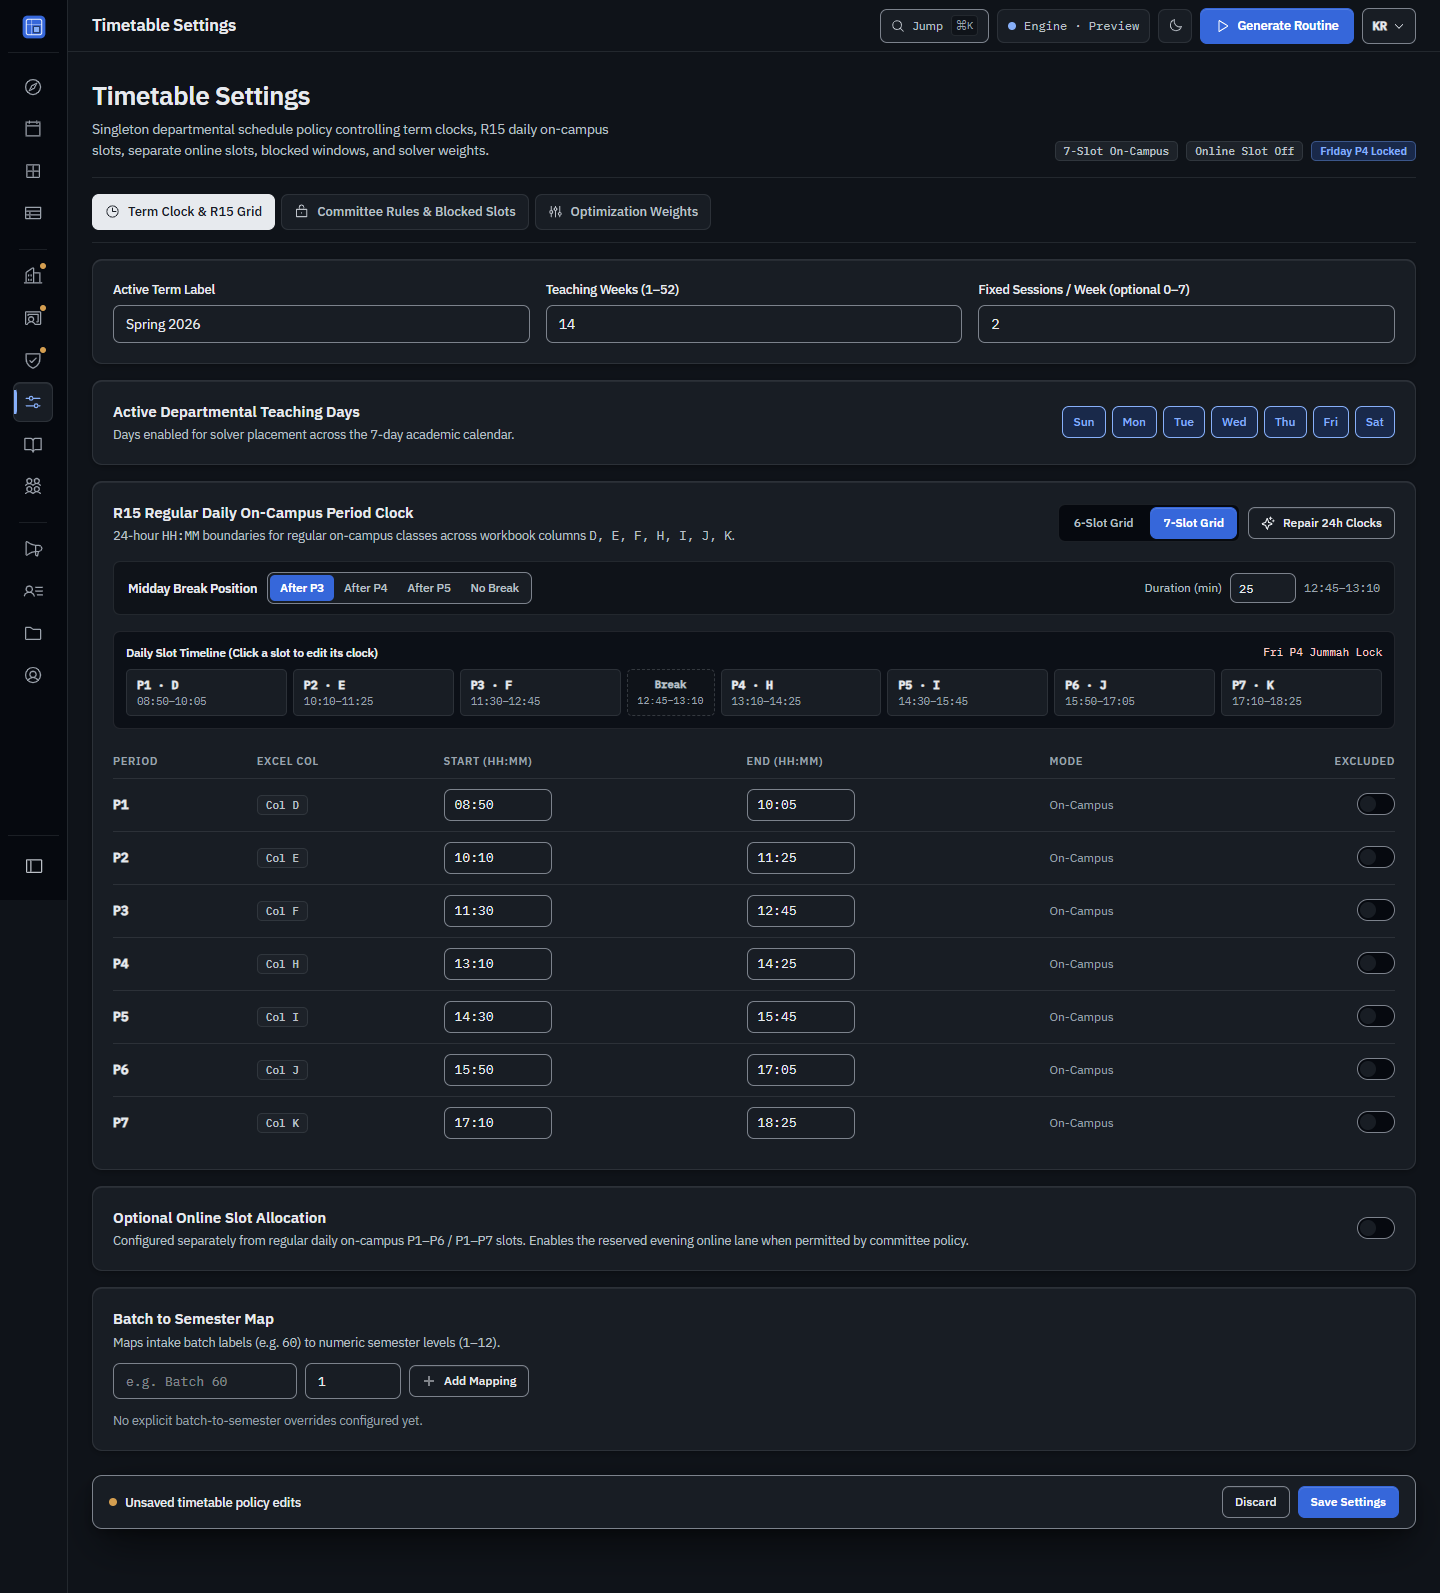 Timetable Settings
Jump ⌘K
Engine · Preview
Generate Routine
KR
Timetable Settings
Singleton departmental schedule policy controlling term clocks, R15 daily on-campus
slots, separate online slots, blocked windows, and solver weights.
7-Slot On-Campus
Online Slot Off
Friday P4 Locked
Term Clock & R15 Grid
Committee Rules & Blocked Slots
Optimization Weights
Active Term Label
Teaching Weeks (1–52)
Fixed Sessions / Week (optional 0–7)
Spring 2026
14
2
Active Departmental Teaching Days
Days enabled for solver placement across the 7-day academic calendar.
Sun Mon Tue Wed Thu Fri Sat
R15 Regular Daily On-Campus Period Clock
24-hour HH:MM boundaries for regular on-campus classes across workbook columns D, E, F, H, I, J, K.
6-Slot Grid
7-Slot Grid
Repair 24h Clocks
Midday Break Position
After P3 After P4 After P5 No Break
Duration (min)
25
12:45–13:10
Daily Slot Timeline (Click a slot to edit its clock)
Fri P4 Jummah Lock
P1 · D
08:50–10:05
P2 · E
10:10–11:25
P3 · F
11:30–12:45
Break
12:45–13:10
P4 · H
13:10–14:25
P5 · I
14:30–15:45
P6 · J
15:50–17:05
P7 · K
17:10–18:25
PERIOD EXCEL COL START (HH:MM) END (HH:MM) MODE EXCLUDED
P1 Col D 08:50 10:05 On-Campus
P2 Col E 10:10 11:25 On-Campus
P3 Col F 11:30 12:45 On-Campus
P4 Col H 13:10 14:25 On-Campus
P5 Col I 14:30 15:45 On-Campus
P6 Col J 15:50 17:05 On-Campus
P7 Col K 17:10 18:25 On-Campus
Optional Online Slot Allocation
Configured separately from regular daily on-campus P1–P6 / P1–P7 slots. Enables the reserved evening online lane when permitted by committee policy.
Batch to Semester Map
Maps intake batch labels (e.g. 60) to numeric semester levels (1–12).
e.g. Batch 60
1
Add Mapping
No explicit batch-to-semester overrides configured yet.
Unsaved timetable policy edits
Discard
Save Settings